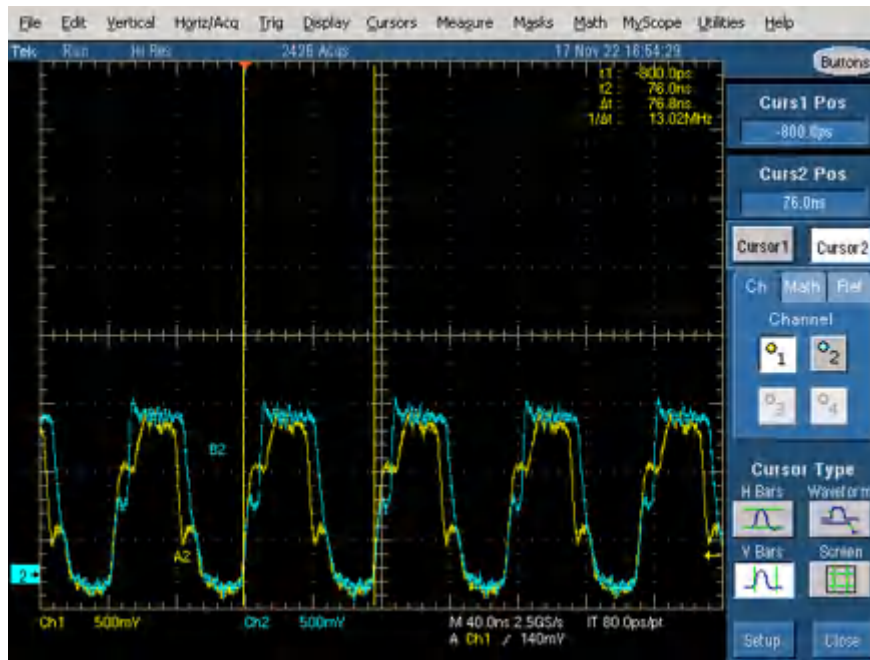 File Edit Vertical Horiz/Acq Trig Display Cursors Measure Masks Math MyScope Utilities Help
Tek Run Hi Res 2426 Acqs 17 Nov 22 16:54:29
Buttons
t1 : -800.0ps
t2 : 76.0ns
Δt : 76.8ns
1/Δt : 13.02MHz
Curs1 Pos
-800.0ps
Curs2 Pos
76.0ns
Cursor1 Cursor2
Ch Math Ref
Channel
1 2
3 4
B2
A2
2
Cursor Type
H Bars Waveform
V Bars Screen
Ch1 500mV Ch2 500mV M 40.0ns 2.5GS/s IT 80.0ps/pt
A Ch1 / 140mV
Setup Close